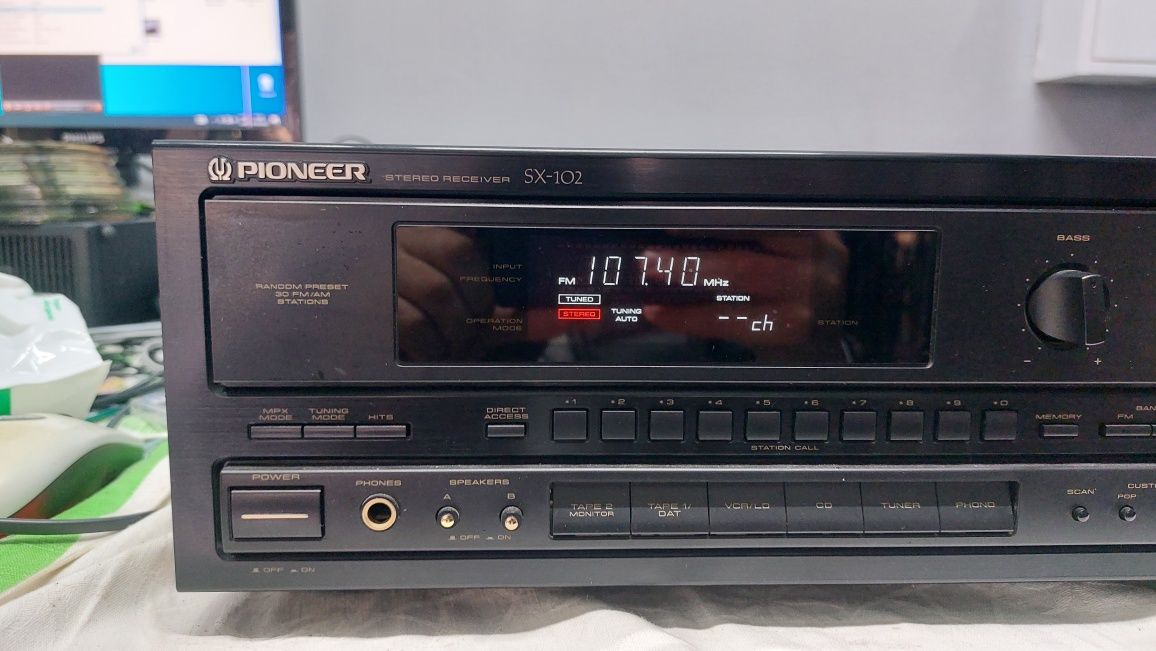 PHILIPS
PIONEER STEREO RECEIVER SX-102
BASS
INPUT
FREQUENCY
FM 107.40 MHz
RANDOM PRESET
30 FM/AM
STATIONS
TUNED
STATION
STEREO
TUNING
AUTO
--ch
OPERATION
MODE
STATION
- +
MPX
MODE
TUNING
MODE
HITS
DIRECT
ACCESS
•1 •2 •3 •4 •5 •6 •7 •8 •9 •0
MEMORY
FM
STATION CALL
POWER
PHONES
SPEAKERS
A B
OFF ON
TAPE 2
MONITOR
TAPE 1/
DAT
VCR/LD
CD
TUNER
PHONO
SCAN
POP
OFF ON